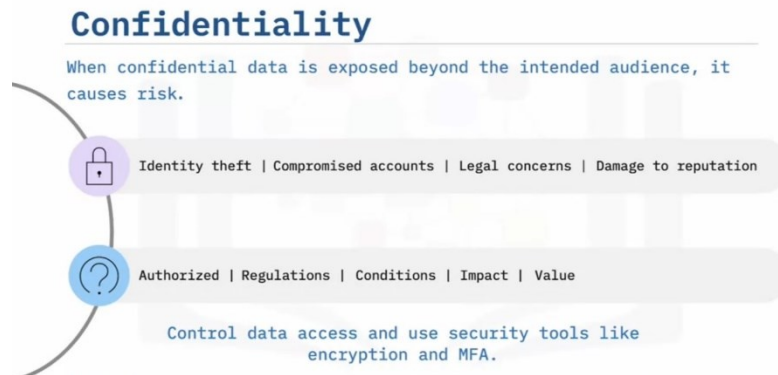 Confidentiality
When confidential data is exposed beyond the intended audience, it
causes risk.
Identity theft | Compromised accounts | Legal concerns | Damage to reputation
Authorized | Regulations | Conditions | Impact | Value
Control data access and use security tools like
encryption and MFA.